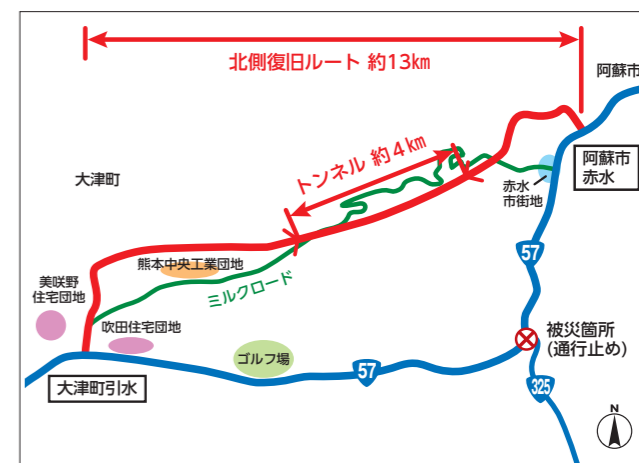 北側復旧ルート 約13km
阿蘇市
大津町
トンネル 約4km
阿蘇市
赤水
赤水
市街地
熊本中央工業団地
57
美咲野
住宅団地
ミルクロード
吹田住宅団地
被災箇所
(通行止め)
ゴルフ場
57
大津町引水
325
N